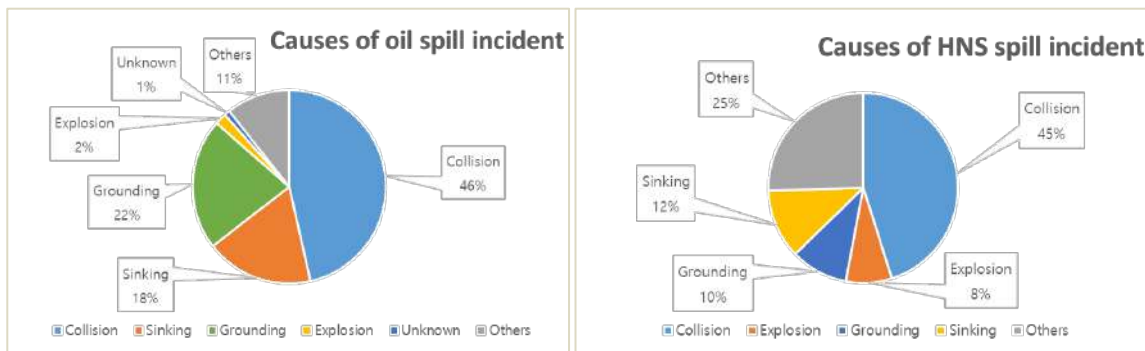 Causes of oil spill incident
Others
11%
Unknown
1%
Explosion
2%
Grounding
22%
Sinking
18%
Collision
46%
Collision Sinking Grounding Explosion Unknown Others
Causes of HNS spill incident
Others
25%
Collision
45%
Sinking
12%
Grounding
10%
Explosion
8%
Collision Explosion Grounding Sinking Others